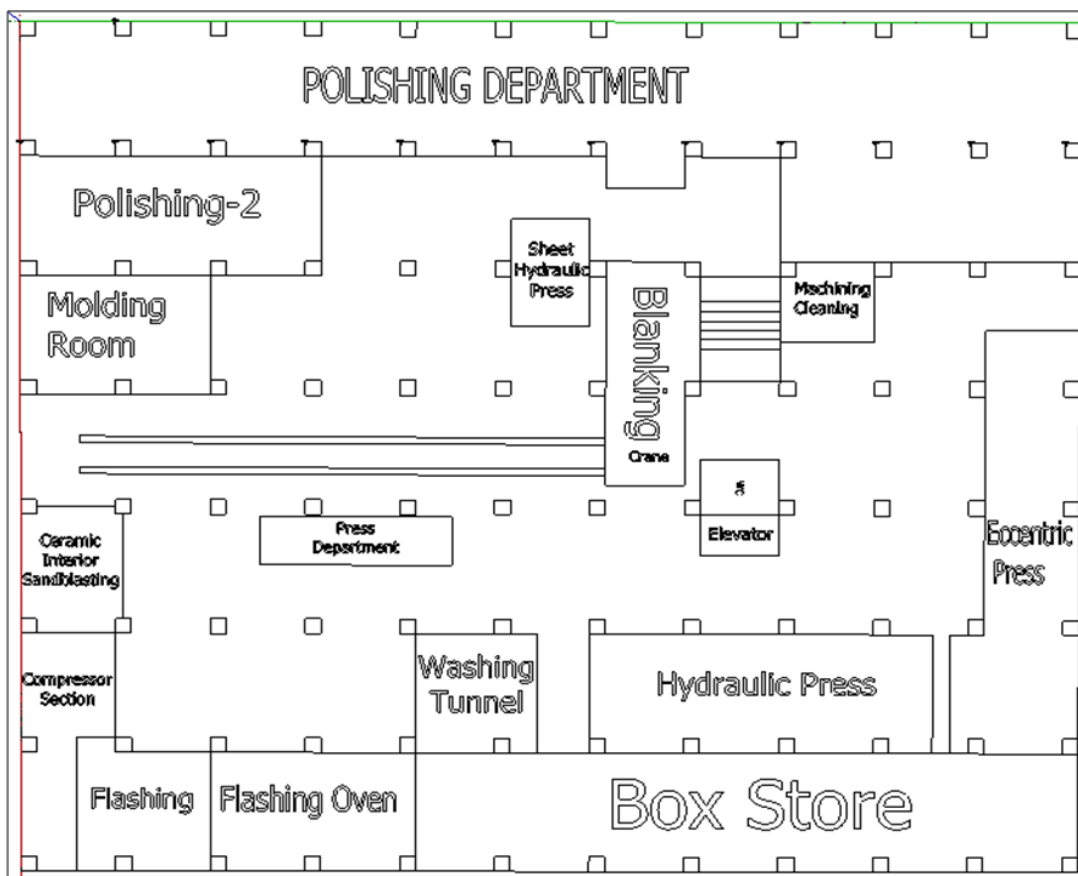 POLISHING DEPARTMENT
Polishing-2
Sheet
Hydraulic
Press
Molding
Room
Blanking
Machining
Cleaning
Crane
wc
Elevator
Press
Department
Ceramic
Interior
Sandblasting
Eccentric
Press
Compressor
Section
Washing
Tunnel
Hydraulic Press
Flashing
Flashing Oven
Box Store